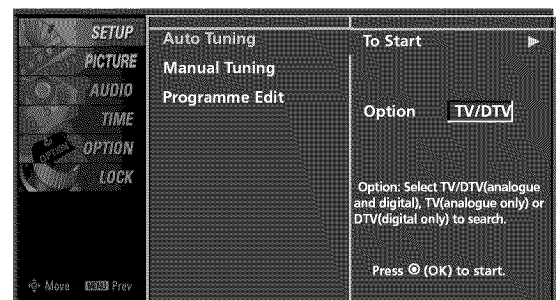 SETUP
PICTURE
AUDIO
TIME
OPTION
LOCK
Move MENU Prev
Auto Tuning
Manual Tuning
Programme Edit
To Start
Option TV/DTV
Option: Select TV/DTV(analogue
and digital), TV(analogue only) or
DTV(digital only) to search.
Press (OK) to start.
OPTION